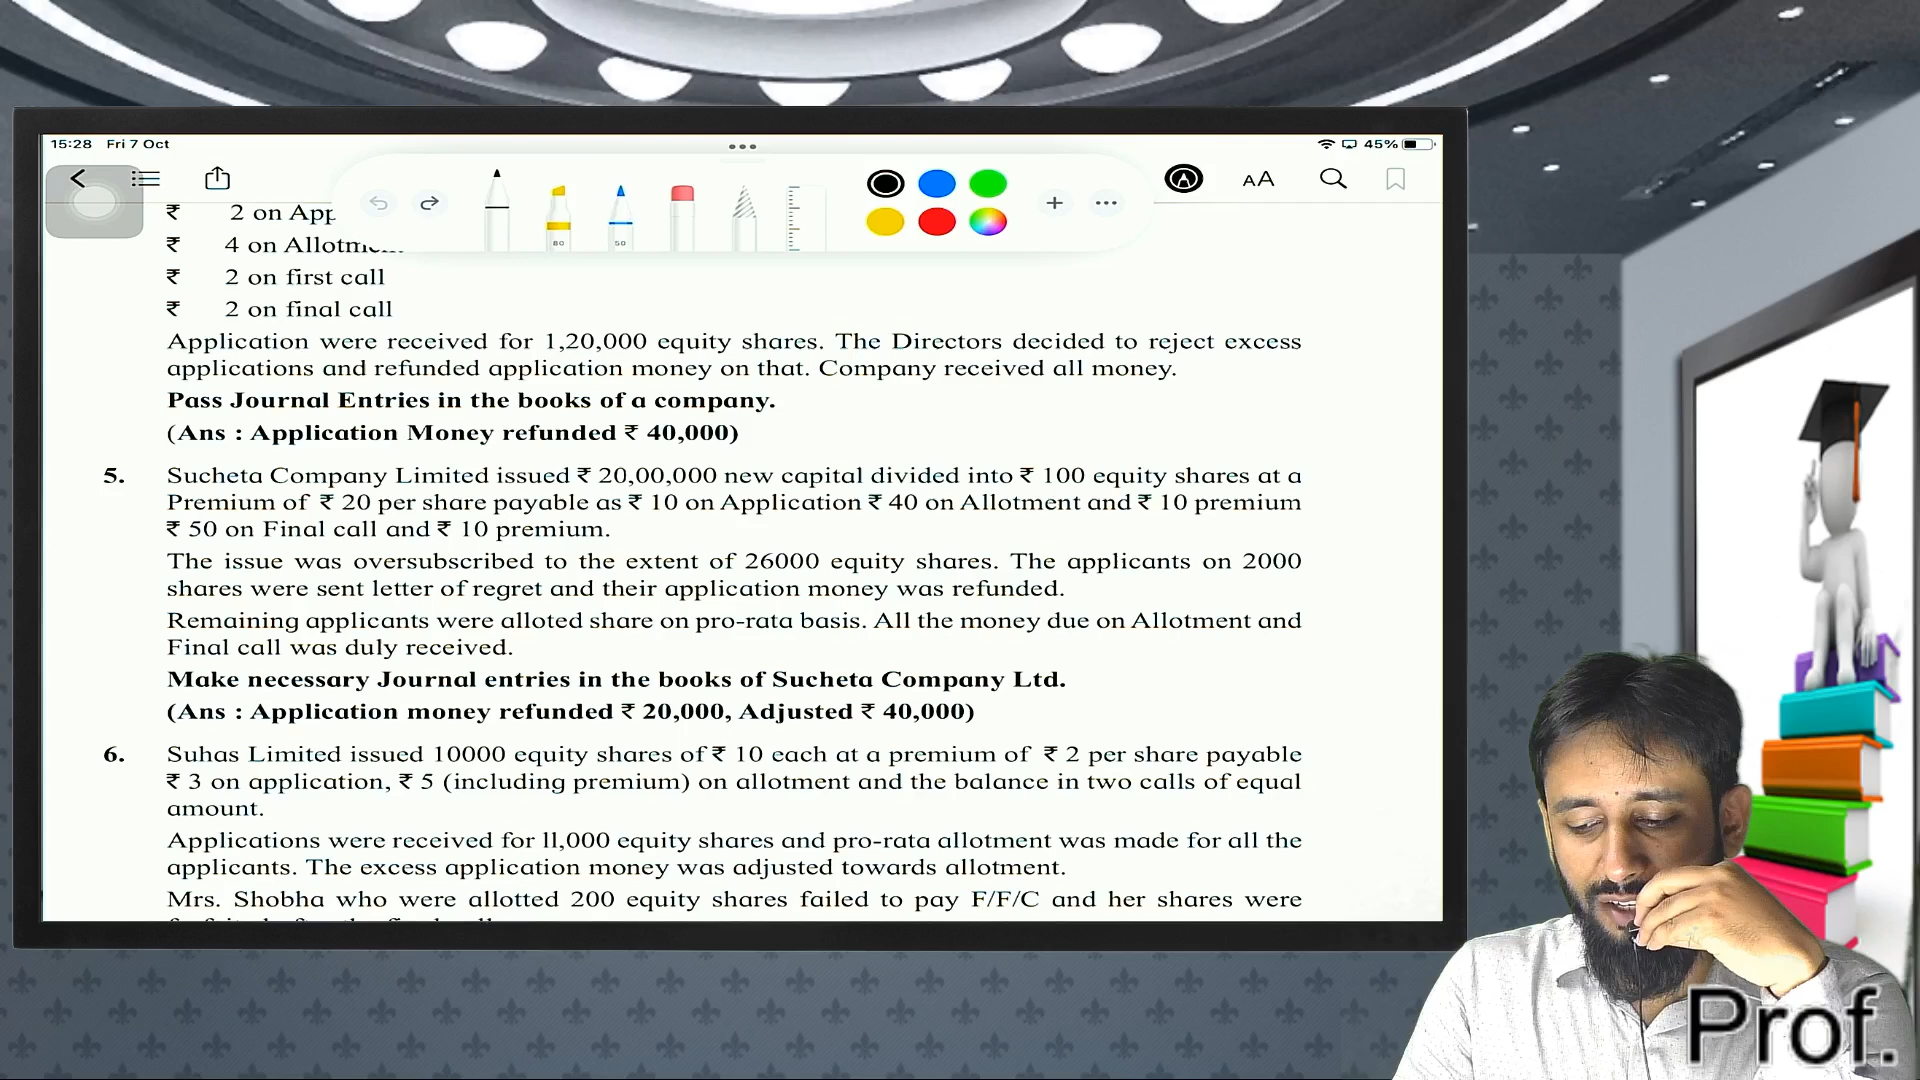 15:28 Fri 7 Oct
45%
AA
80
50
₹ 2 on App
₹ 4 on Allotm
₹ 2 on first call
₹ 2 on final call
Application were received for 1,20,000 equity shares. The Directors decided to reject excess
applications and refunded application money on that. Company received all money.
Pass Journal Entries in the books of a company.
(Ans : Application Money refunded ₹ 40,000)
5. Sucheta Company Limited issued ₹ 20,00,000 new capital divided into ₹ 100 equity shares at a
Premium of ₹ 20 per share payable as ₹ 10 on Application ₹ 40 on Allotment and ₹ 10 premium
₹ 50 on Final call and ₹ 10 premium.
The issue was oversubscribed to the extent of 26000 equity shares. The applicants on 2000
shares were sent letter of regret and their application money was refunded.
Remaining applicants were alloted share on pro-rata basis. All the money due on Allotment and
Final call was duly received.
Make necessary Journal entries in the books of Sucheta Company Ltd.
(Ans : Application money refunded ₹ 20,000, Adjusted ₹ 40,000)
6. Suhas Limited issued 10000 equity shares of ₹ 10 each at a premium of ₹ 2 per share payable
₹ 3 on application, ₹ 5 (including premium) on allotment and the balance in two calls of equal
amount.
Applications were received for ll,000 equity shares and pro-rata allotment was made for all the
applicants. The excess application money was adjusted towards allotment.
Mrs. Shobha who were allotted 200 equity shares failed to pay F/F/C and her shares were
Prof.